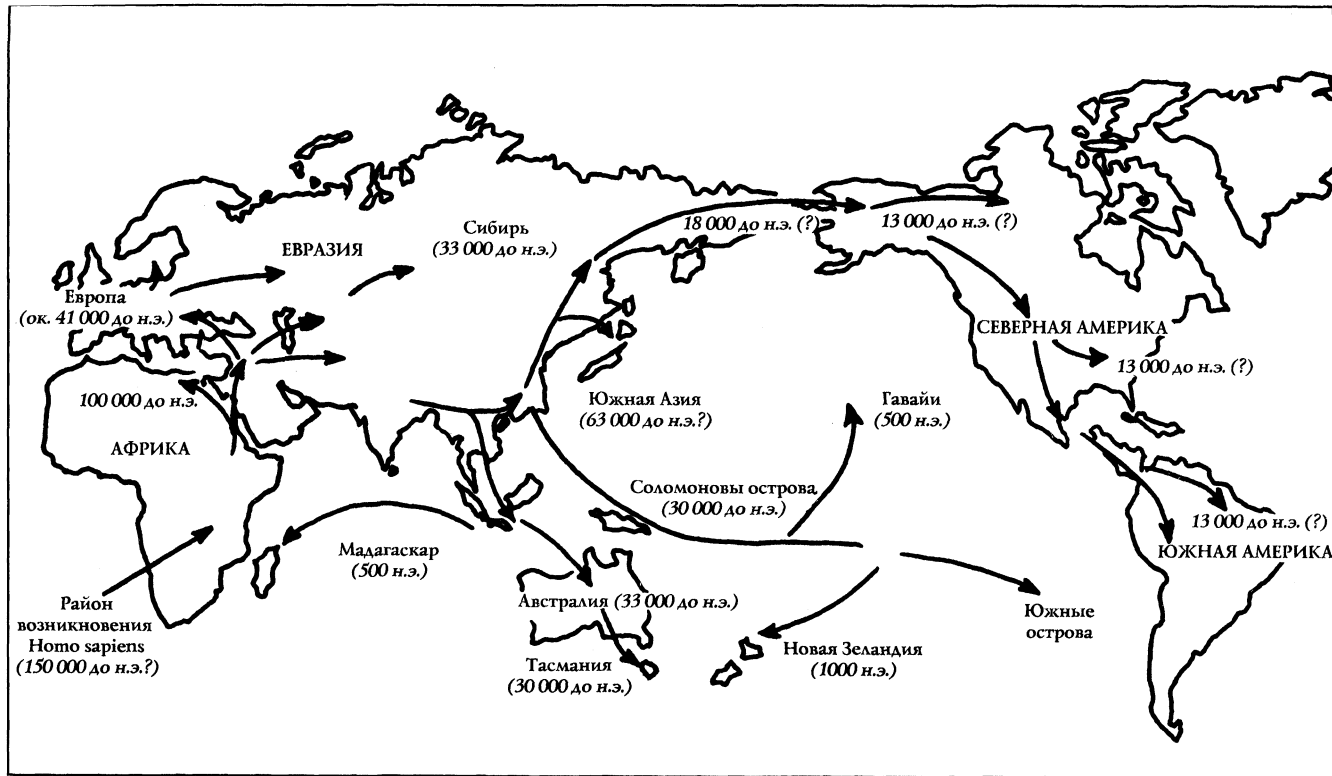 Сибирь
(33 000 до н.э.)
18 000 до н.э. (?)
13 000 до н.э. (?)
ЕВРАЗИЯ
Европа
(ок. 41 000 до н.э.)
СЕВЕРНАЯ АМЕРИКА
13 000 до н.э. (?)
100 000 до н.э.
Южная Азия
(63 000 до н.э.?)
Гавайи
(500 н.э.)
АФРИКА
Соломоновы острова
(30 000 до н.э.)
13 000 до н.э. (?)
ЮЖНАЯ АМЕРИКА
Мадагаскар
(500 н.э.)
Район
возникновения
Homo sapiens
(150 000 до н.э.?)
Австралия (33 000 до н.э.)
Южные
острова
Тасмания
(30 000 до н.э.)
Новая Зеландия
(1000 н.э.)